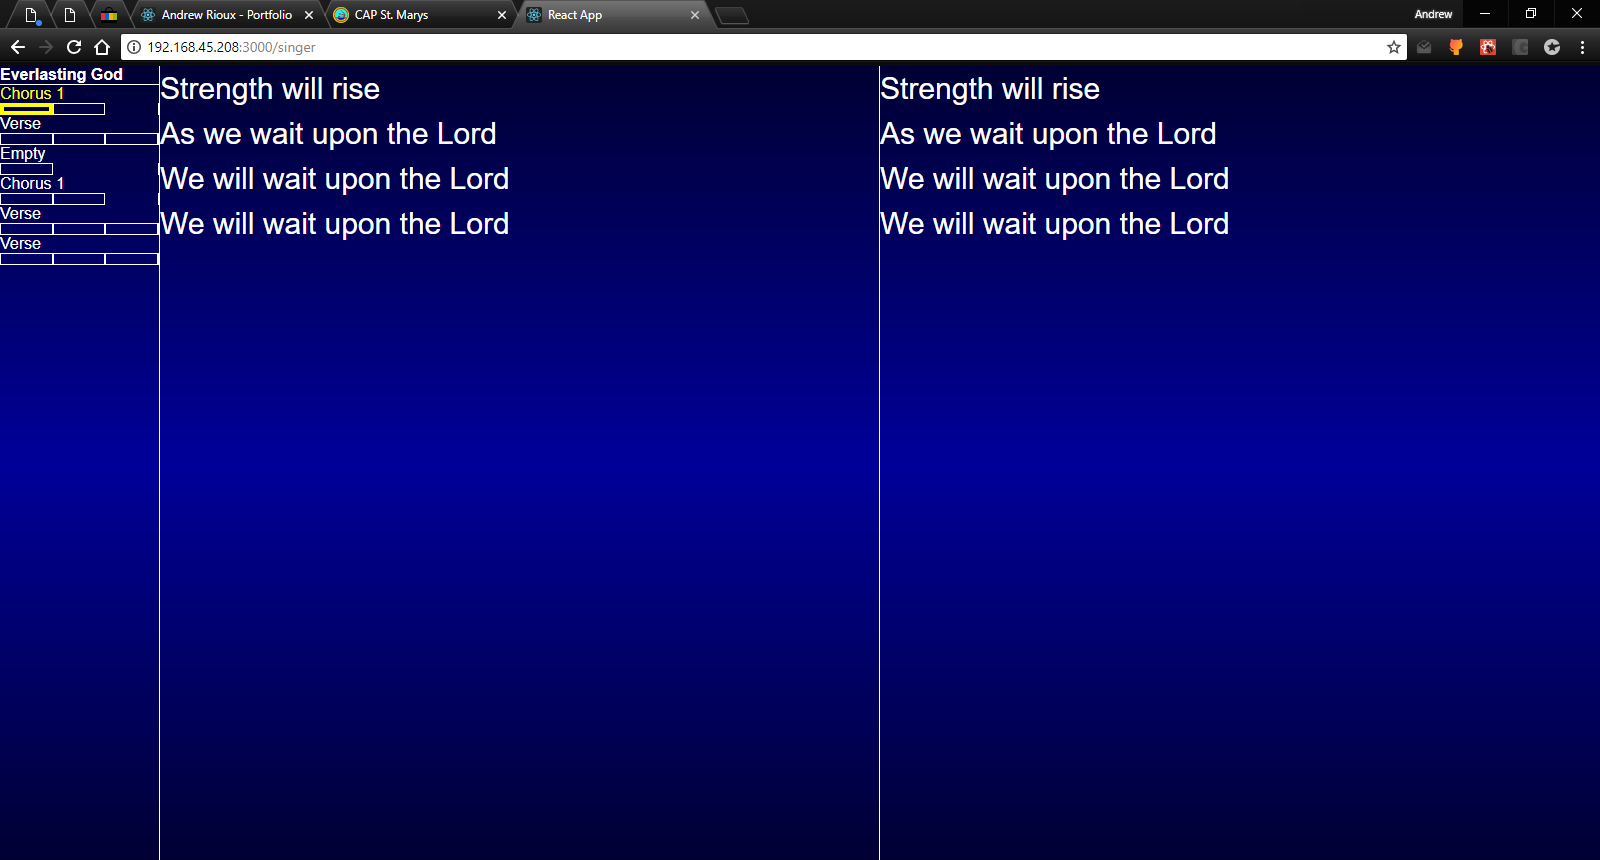 Andrew Rioux - Portfolio
CAP St. Marys
React App
Andrew
192.168.45.208:3000/singer
Everlasting God
Chorus 1
Verse
Empty
Chorus 1
Verse
Verse
Strength will rise
As we wait upon the Lord
We will wait upon the Lord
We will wait upon the Lord
Strength will rise
As we wait upon the Lord
We will wait upon the Lord
We will wait upon the Lord